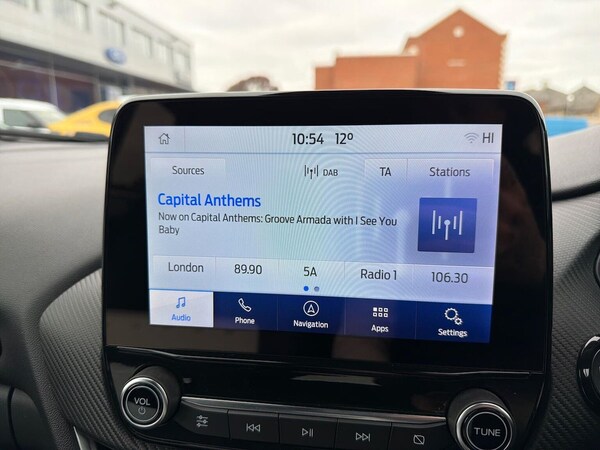 10:54 12° HI
Sources DAB TA Stations
Capital Anthems
Now on Capital Anthems: Groove Armada with I See You
Baby
London 89.90 5A Radio 1 106.30
Audio Phone Navigation Apps Settings
VOL
TUNE